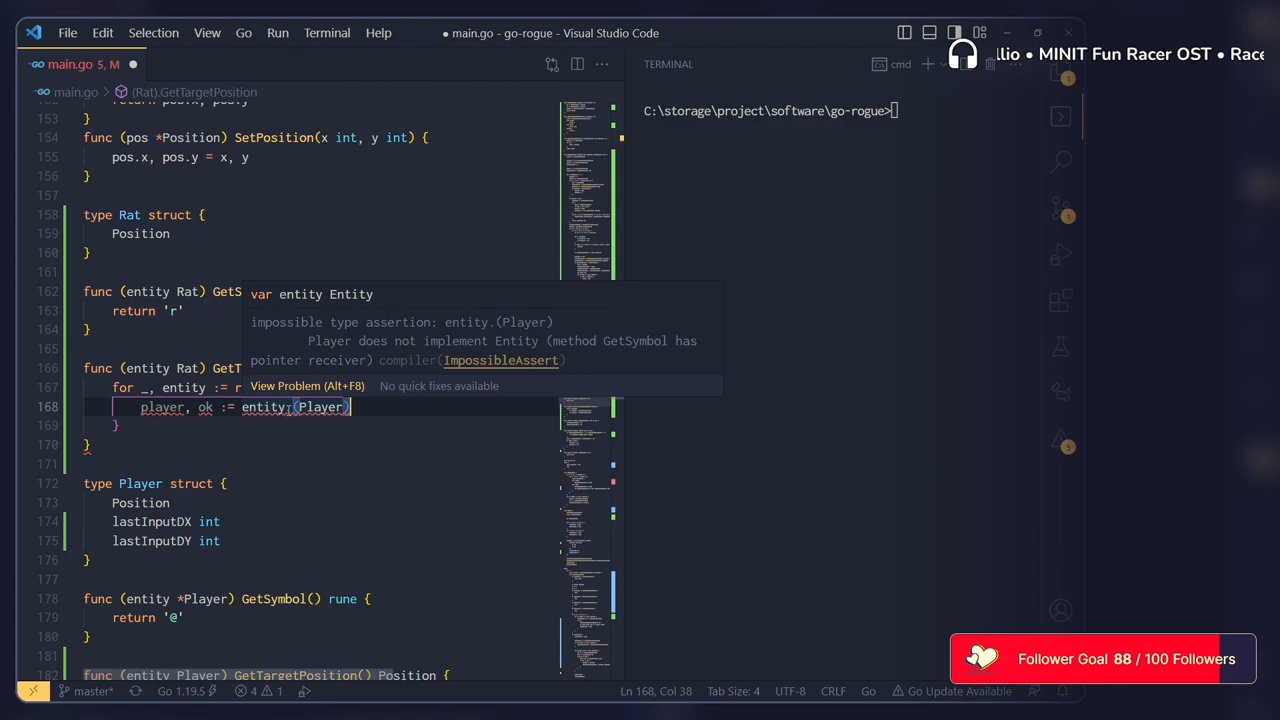 File Edit Selection View Go Run Terminal Help
● main.go - go-rogue - Visual Studio Code
llio • MINIT Fun Racer OST • Race
main.go 5, M
TERMINAL
cmd
main.go > (Rat).GetTargetPosition
C:\storage\project\software\go-rogue>
153 }
154 func (pos *Position) SetPosition(x int, y int) {
155 pos.x, pos.y = x, y
156 }
157
158 type Rat struct {
159 Position
160 }
161
162 func (entity Rat) GetS
163 return 'r'
164 }
165
166 func (entity Rat) GetT
167 for _, entity := r
168 player, ok := entity.(Player)
169 }
170 }
171
172 type Player struct {
173 Position
174 lastInputDX int
175 lastInputDY int
176 }
177
178 func (entity *Player) GetSymbol() rune {
179 return '@'
180 }
181
182 func (entity Player) GetTargetPosition() Position {
var entity Entity
impossible type assertion: entity.(Player)
Player does not implement Entity (method GetSymbol has
pointer receiver) compiler(ImpossibleAssert)
View Problem (Alt+F8) No quick fixes available
1
1
5
Follower Goal 88 / 100 Followers
master* Go 1.19.5 4 1
Ln 168, Col 38 Tab Size: 4 UTF-8 CRLF Go Go Update Available